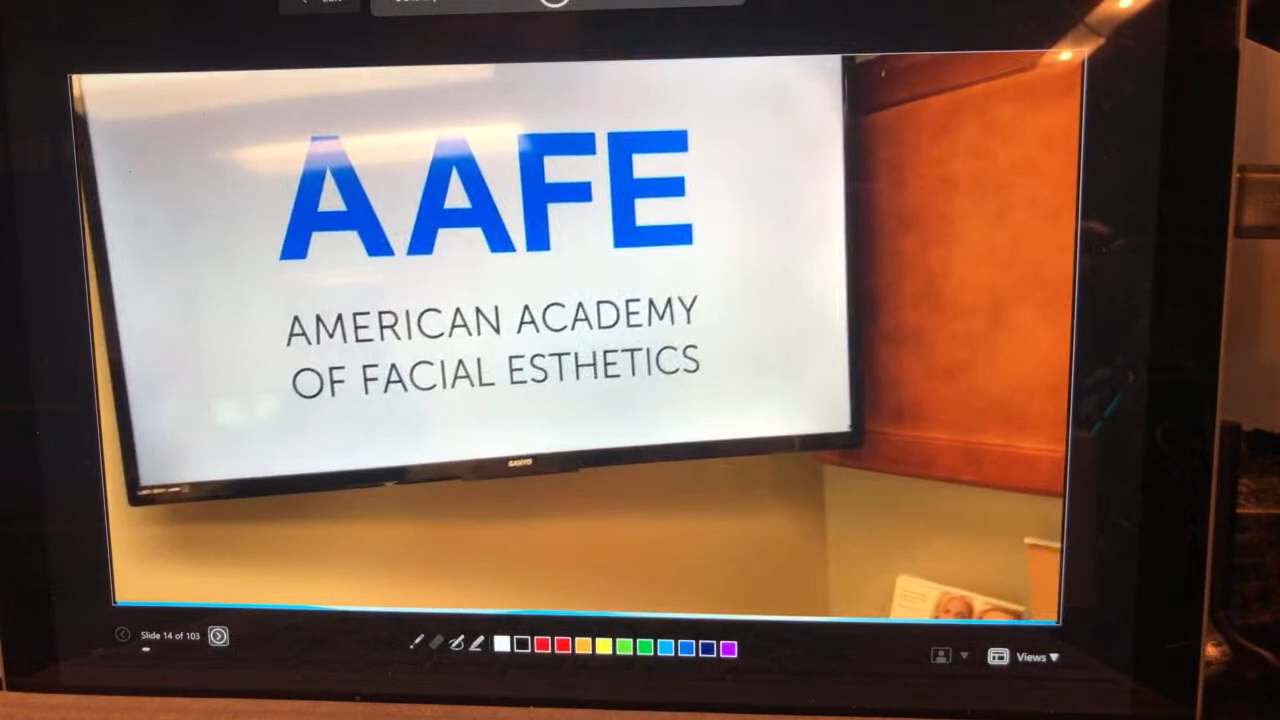 AAFE
AMERICAN ACADEMY
OF FACIAL ESTHETICS
SANYO
Slide 14 of 103
Views